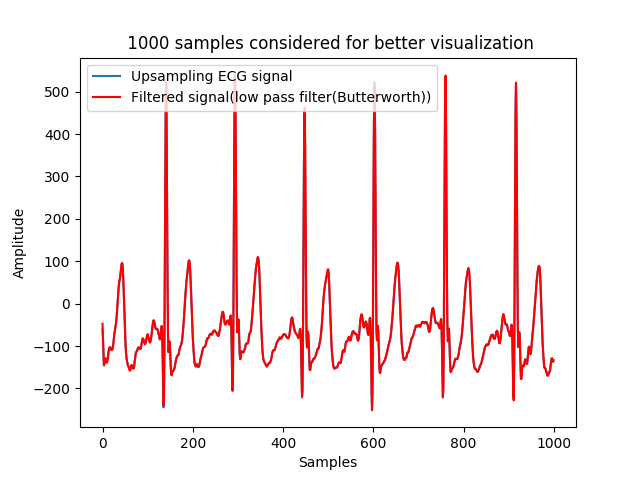 1000 samples considered for better visualization
Upsampling ECG signal
Filtered signal(low pass filter(Butterworth))
500
400
300
200
100
0
−100
−200
Amplitude
0
200
400
600
800
1000
Samples